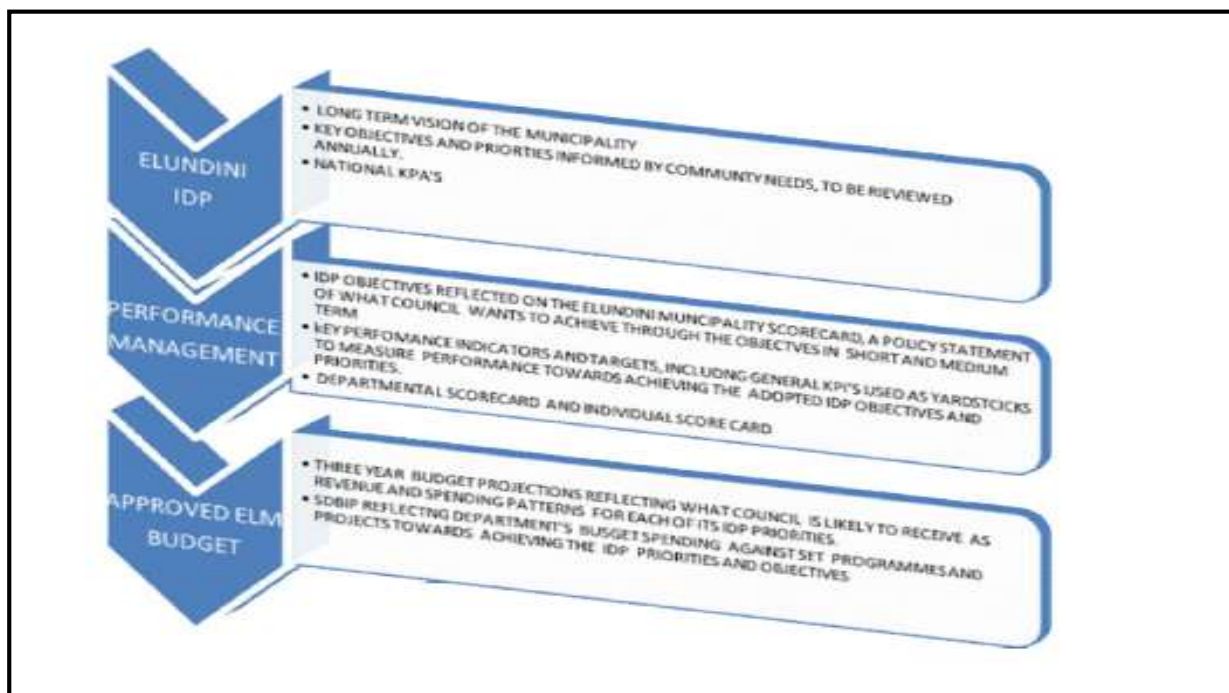 ELUNDINI
IDP
• LONG TERM VISION OF THE MUNICIPALITY
• KEY OBJECTIVES AND PRIORTIES INFORMED BY COMMUNTY NEEDS, TO BE RIEVIEWED
ANNUALLY.
• NATIONAL KPA'S
PERFORMANCE
MANAGEMENT
• IDP OBJECTIVES REFLECTED ON THE ELUNDINI MUNCIPALITY SCORECARD, A POLICY STATEMENT
OF WHAT COUNCIL WANTS TO ACHIEVE THROUGH THE OBJECTVES IN SHORT AND MEDIUM
TERM
• kEY PERFOMANCE INDICATORS AND TARGETS, INCLUDNG GENERAL KPI'S USED AS YARDSTCICKS
TO MEASURE PERFORMANCE TOWARDS ACHIEVING THE ADOPTED IDP OBJECTIVES AND
PRIORITIES.
• DEPARTMENTAL SCORECARD AND INDIVIDUAL SCORE CARD
APPROVED ELM
BUDGET
• THREE YEAR BUDGET PROJECTIONS REFLECTING WHAT COUNCIL IS LIKELY TO RECEIVE AS
REVENUE AND SPENDING PATTERNS FOR EACH OF ITS IDP PRIORITIES.
• SDBIP REFLECTNG DEPARTMENT'S BUSGET SPENDING AGAINST SET PROGRAMMES AND
PROJECTS TOWARDS ACHIEVING THE IDP PRIORITIES AND OBJECTIVES